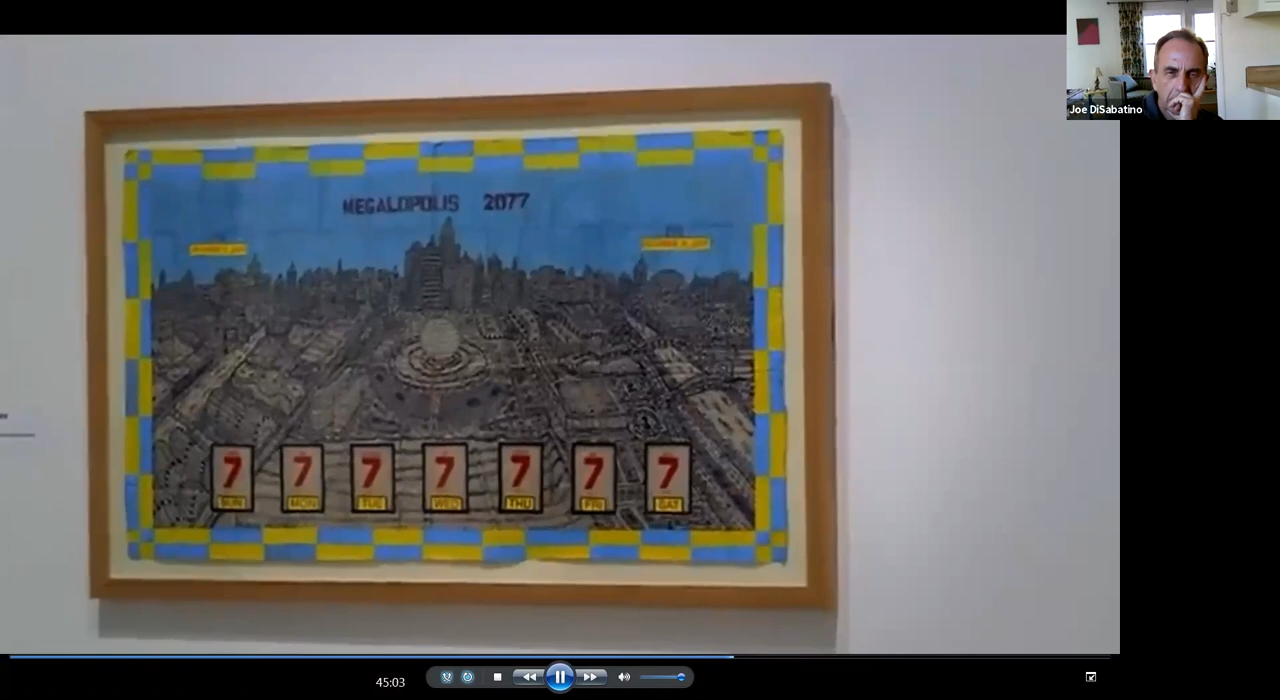 Joe DiSabatino
MEGALOPOLIS 2077
7 7 7 7 7 7 7
SUN MON TUE WED THU FRI SAT
45:03